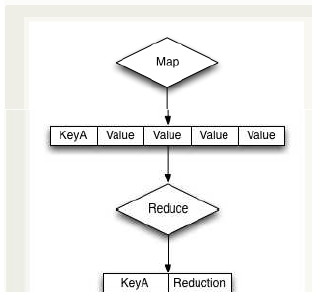 Map
KeyA Value Value Value Value
Reduce
KeyA Reduction